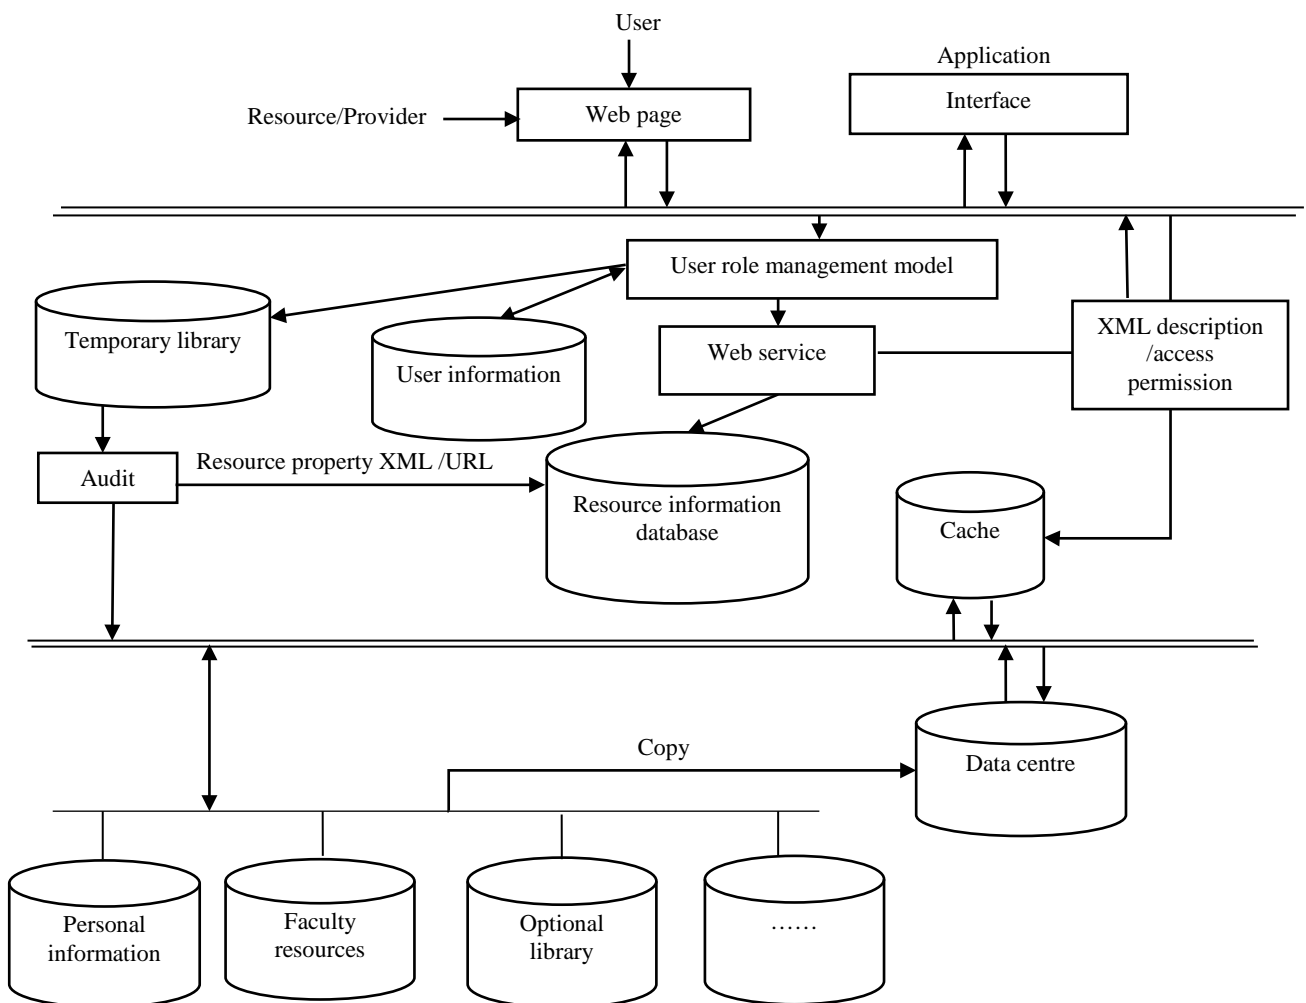 User
Application
Interface
Resource/Provider
Web page
User role management model
Temporary library
User information
Web service
XML description
/access
permission
Audit
Resource property XML /URL
Resource information
database
Cache
Copy
Data centre
Personal
information
Faculty
resources
Optional
library
……